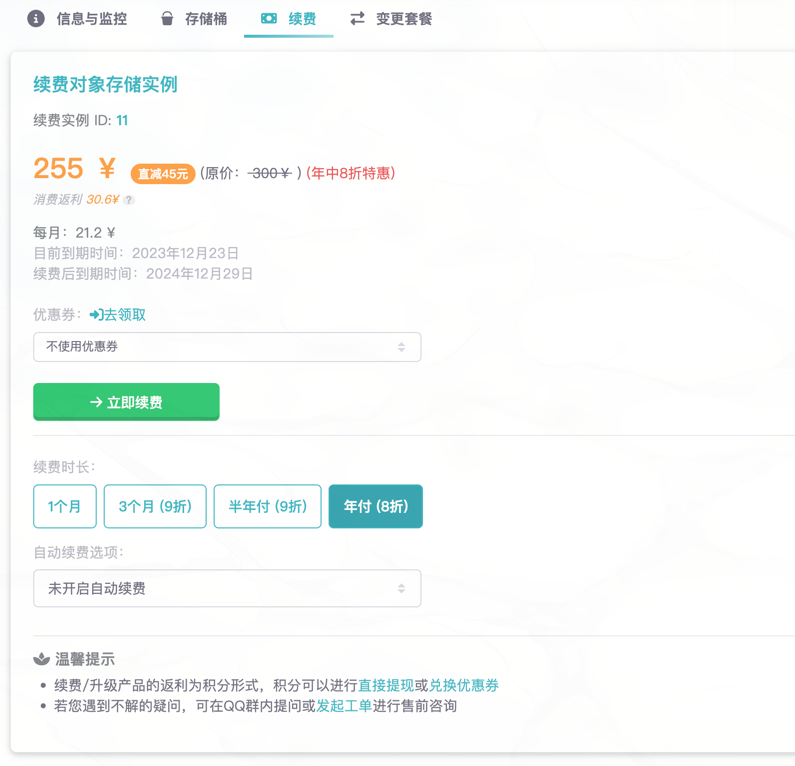 信息与监控 存储桶 续费 变更套餐
续费对象存储实例
续费实例 ID: 11
255 ¥ 直减45元 (原价：300¥ ) (年中8折特惠)
消费返利 30.6¥ ?
每月：21.2 ¥
目前到期时间：2023年12月23日
续费后到期时间：2024年12月29日
优惠券：去领取
不使用优惠券
→ 立即续费
续费时长：
1个月 3个月 (9折) 半年付 (9折) 年付 (8折)
自动续费选项：
未开启自动续费
温馨提示
• 续费/升级产品的返利为积分形式，积分可以进行直接提现或兑换优惠券
• 若您遇到不解的疑问，可在QQ群内提问或发起工单进行售前咨询